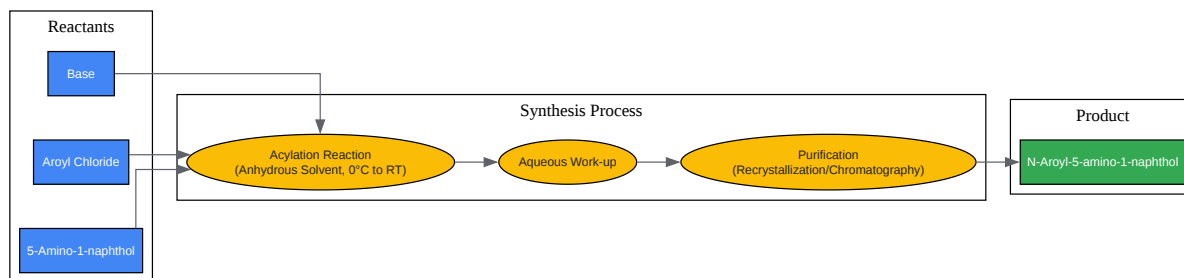 Reactants
Base
Aroyl Chloride
5-Amino-1-naphthol
Synthesis Process
Acylation Reaction
(Anhydrous Solvent, 0°C to RT)
Aqueous Work-up
Purification
(Recrystallization/Chromatography)
Product
N-Aroyl-5-amino-1-naphthol